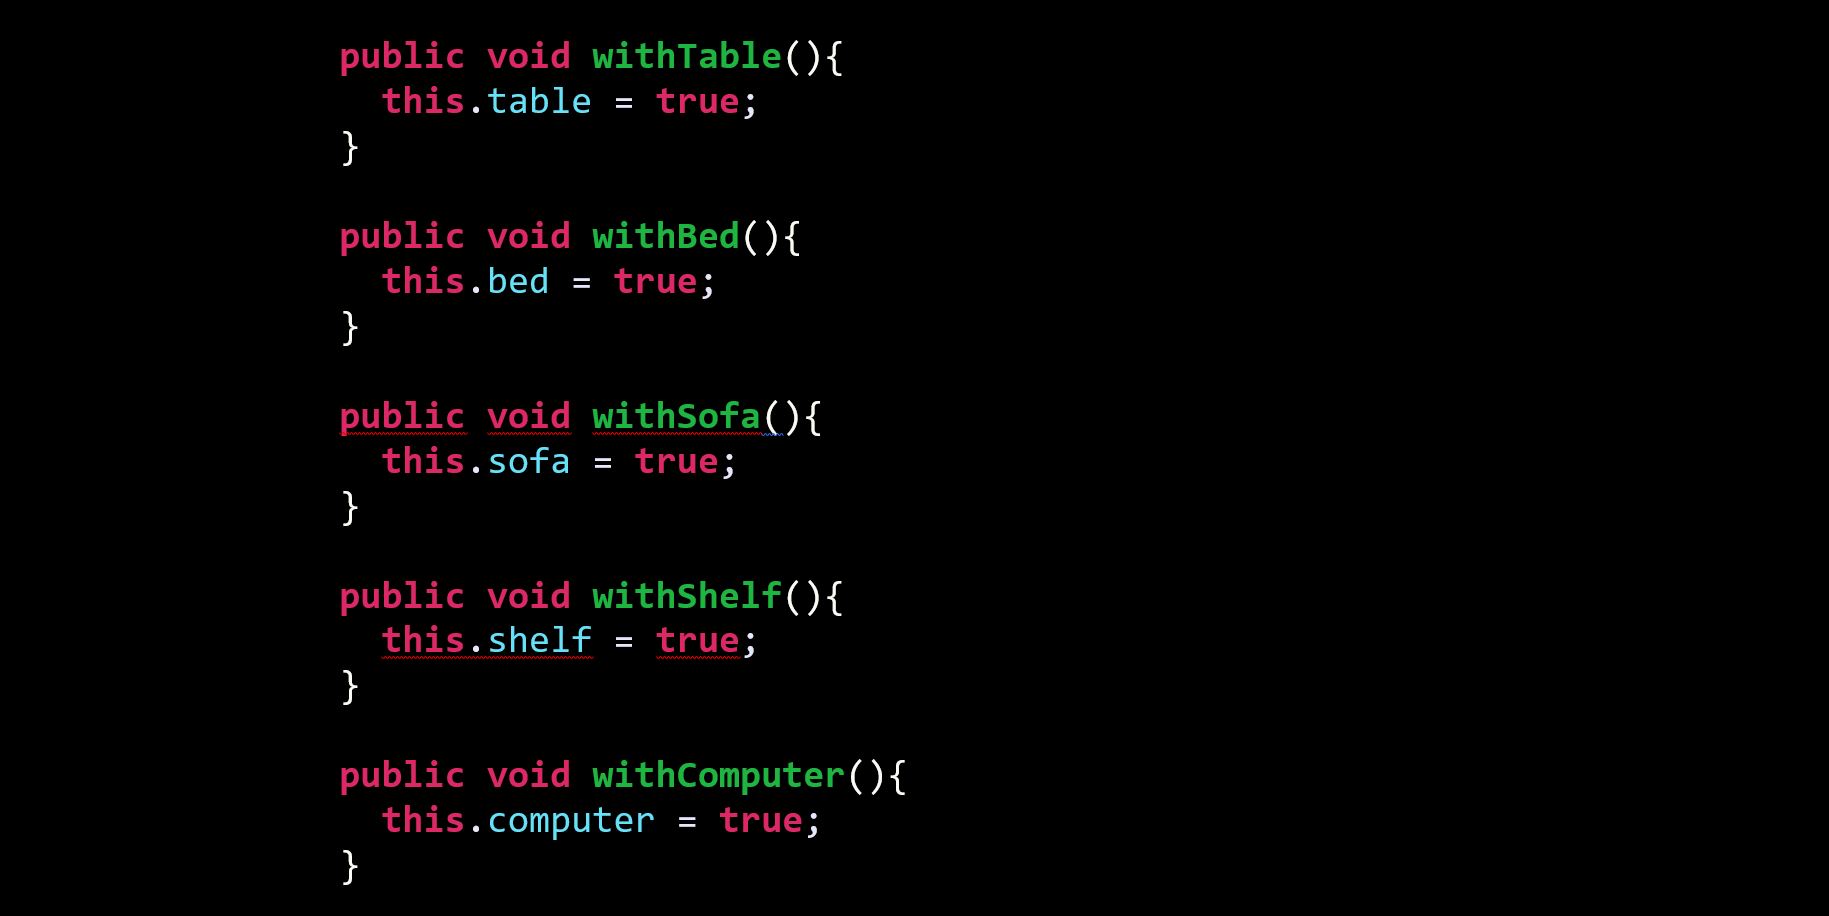 public void withTable(){
  this.table = true;
}
public void withBed(){
  this.bed = true;
}
public void withSofa(){
  this.sofa = true;
}
public void withShelf(){
  this.shelf = true;
}
public void withComputer(){
  this.computer = true;
}